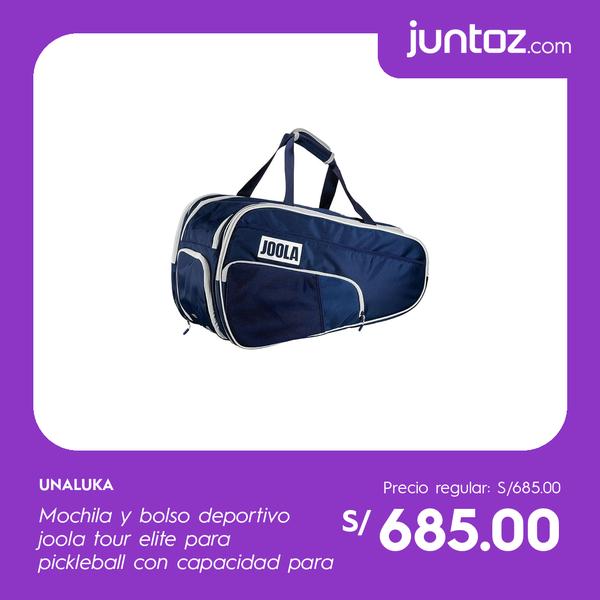 juntoz.com
JOOLA
UNALUKA
Mochila y bolso deportivo
joola tour elite para
pickleball con capacidad para
Precio regular: S/685.00
S/ 685.00